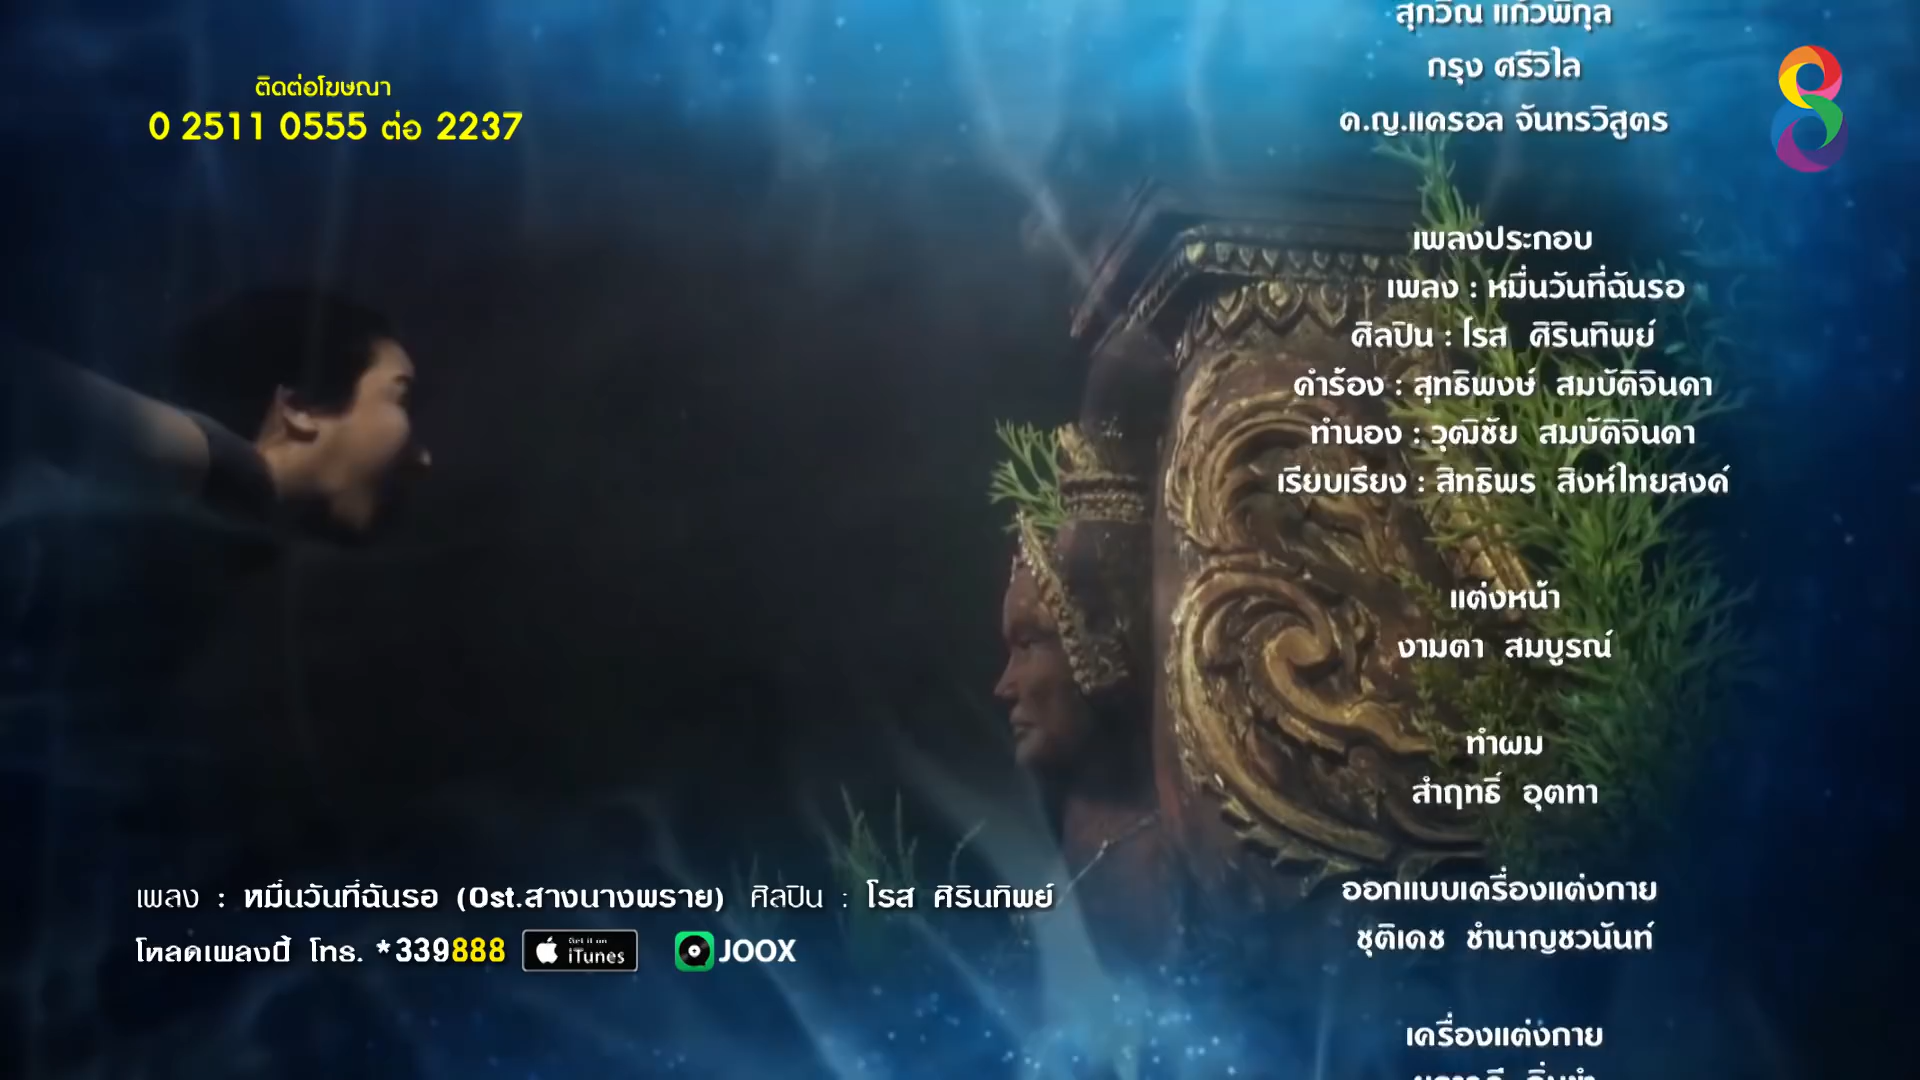 ติดต่อโฆษณา
0 2511 0555 ต่อ 2237
สุกวิณ แก้วพิกุล
กรุง ศรีวิไล
ด.ญ.แครอล จันทรวิสูตร
เพลงประกอบ
เพลง : หมื่นวันที่ฉันรอ
ศิลปิน : โรส ศิรินทิพย์
คำร้อง : สุทธิพงษ์ สมบัติจินดา
ทำนอง : วุฒิชัย สมบัติจินดา
เรียบเรียง : สิทธิพร สิงห์ไทยสงค์
แต่งหน้า
งามตา สมบูรณ์
ทำผม
สำฤทธิ์ อุตทา
ออกแบบเครื่องแต่งกาย
ชุติเดช ชำนาญชวนันท์
เครื่องแต่งกาย
เพลง : หมื่นวันที่ฉันรอ (Ost.สางนางพราย) ศิลปิน : โรส ศิรินทิพย์
โหลดเพลงนี้ โทร. *339888
Get it on
iTunes
JOOX
8